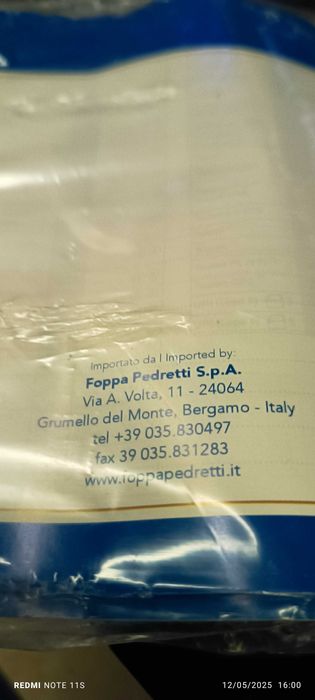 Importato da | Imported by:
Foppa Pedretti S.p.A.
Via A. Volta, 11 - 24064
Grumello del Monte, Bergamo - Italy
tel +39 035.830497
fax 39 035.831283
www.foppapedretti.it
REDMI NOTE 11S
12/05/2025 16:00